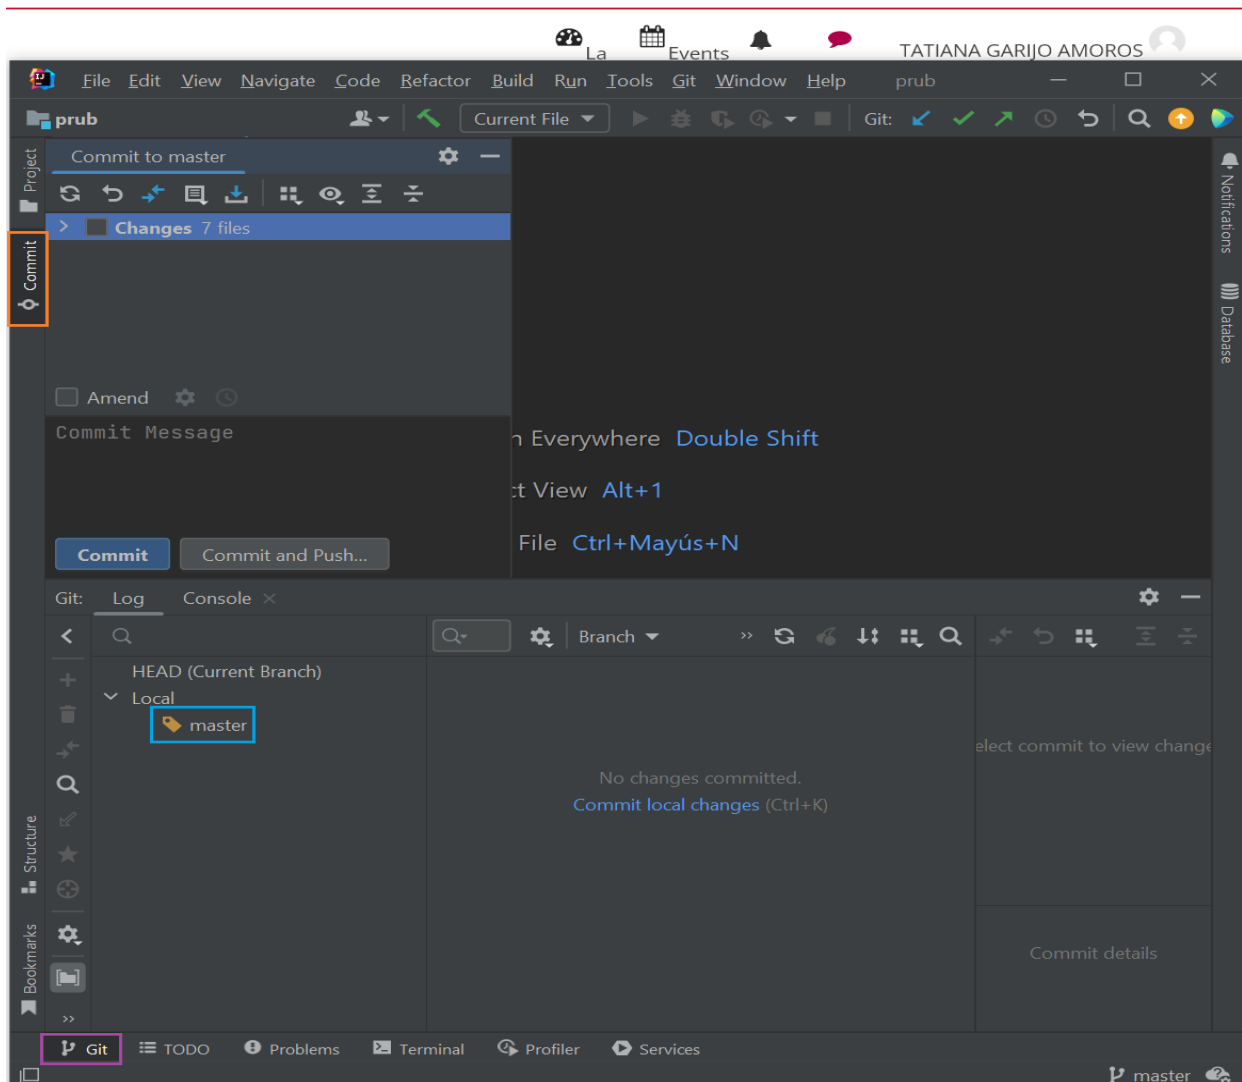 La
Events
TATIANA GARIJO AMOROS
File Edit View Navigate Code Refactor Build Run Tools Git Window Help prub
prub
Current File
Git:
Project
Commit to master
Notifications
Changes 7 files
Commit
Database
Amend
Commit Message
n Everywhere Double Shift
ct View Alt+1
File Ctrl+Mayús+N
Commit Commit and Push...
Git: Log Console
Branch
HEAD (Current Branch)
Local
master
elect commit to view change
No changes committed.
Commit local changes (Ctrl+K)
Structure
Commit details
Bookmarks
Git TODO Problems Terminal Profiler Services
master